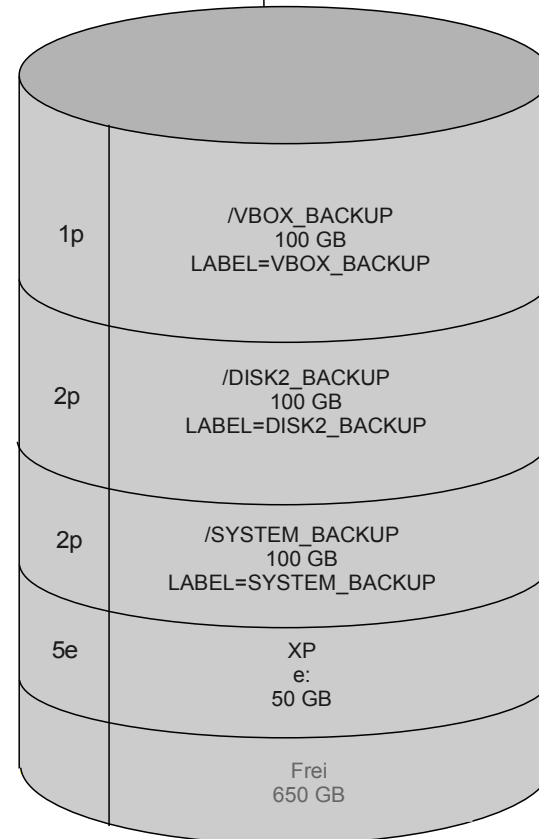 1p
/VBOX_BACKUP
100 GB
LABEL=VBOX_BACKUP
2p
/DISK2_BACKUP
100 GB
LABEL=DISK2_BACKUP
2p
/SYSTEM_BACKUP
100 GB
LABEL=SYSTEM_BACKUP
5e
XP
e:
50 GB
Frei
650 GB